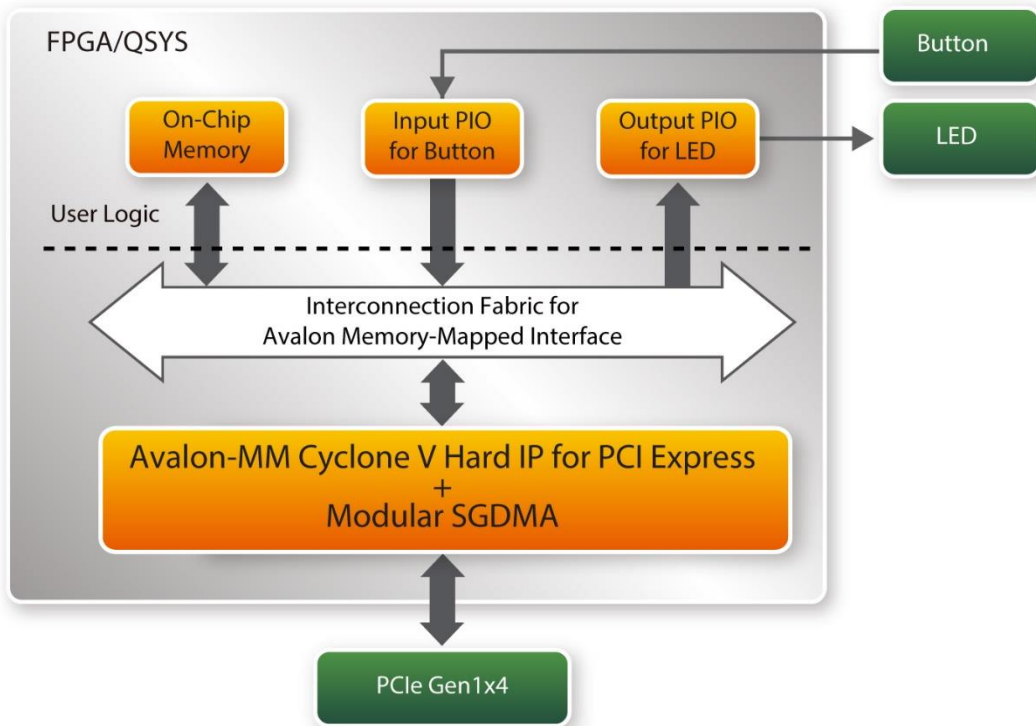 FPGA/QSYS
Button
LED
On-Chip
Memory
Input PIO
for Button
Output PIO
for LED
User Logic
Interconnection Fabric for
Avalon Memory-Mapped Interface
Avalon-MM Cyclone V Hard IP for PCI Express
+
Modular SGDMA
PCIe Gen1x4